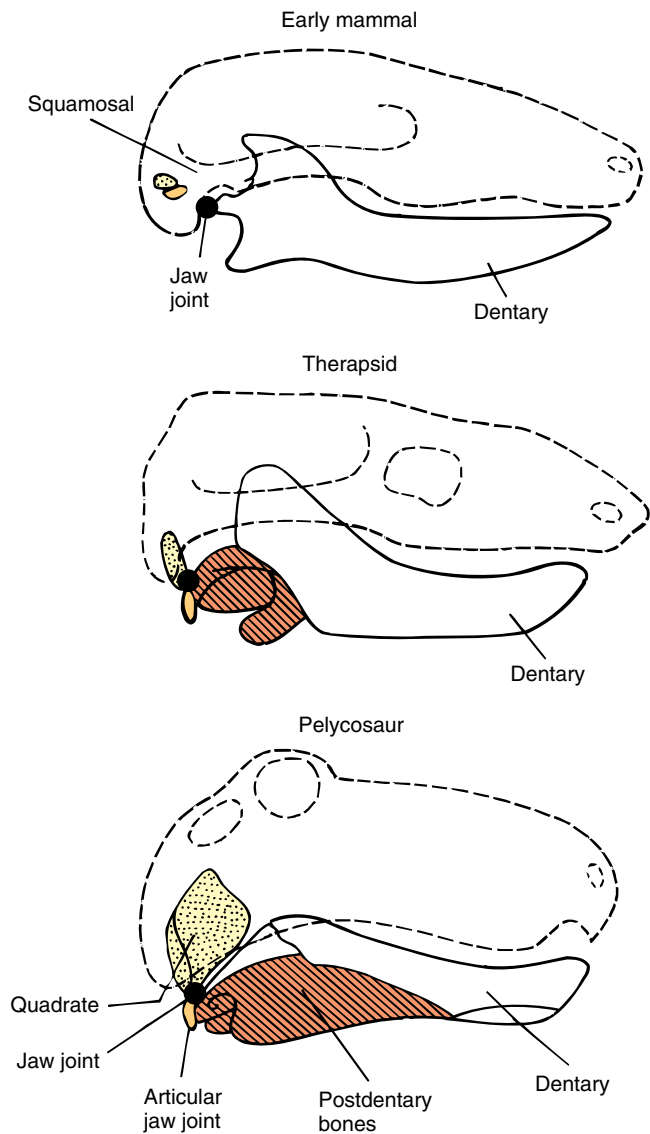 Early mammal
Squamosal
Jaw
joint
Dentary
Therapsid
Dentary
Pelycosaur
Quadrate
Jaw joint
Articular
jaw joint
Postdentary
bones
Dentary